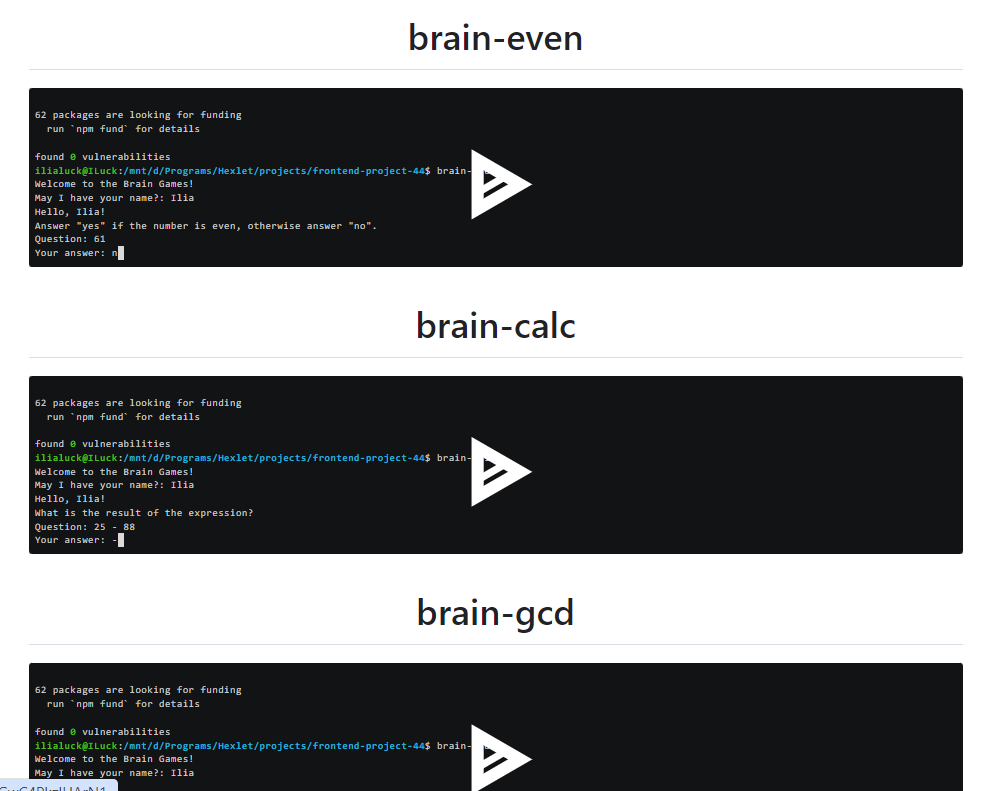 brain-even
62 packages are looking for funding
run `npm fund` for details
found 0 vulnerabilities
ilialuck@ILuck:/mnt/d/Programs/Hexlet/projects/frontend-project-44$ brain-
Welcome to the Brain Games!
May I have your name?: Ilia
Hello, Ilia!
Answer "yes" if the number is even, otherwise answer "no".
Question: 61
Your answer: n
brain-calc
62 packages are looking for funding
run `npm fund` for details
found 0 vulnerabilities
ilialuck@ILuck:/mnt/d/Programs/Hexlet/projects/frontend-project-44$ brain-
Welcome to the Brain Games!
May I have your name?: Ilia
Hello, Ilia!
What is the result of the expression?
Question: 25 - 88
Your answer: -
brain-gcd
62 packages are looking for funding
run `npm fund` for details
found 0 vulnerabilities
ilialuck@ILuck:/mnt/d/Programs/Hexlet/projects/frontend-project-44$ brain-
Welcome to the Brain Games!
May I have your name?: Ilia